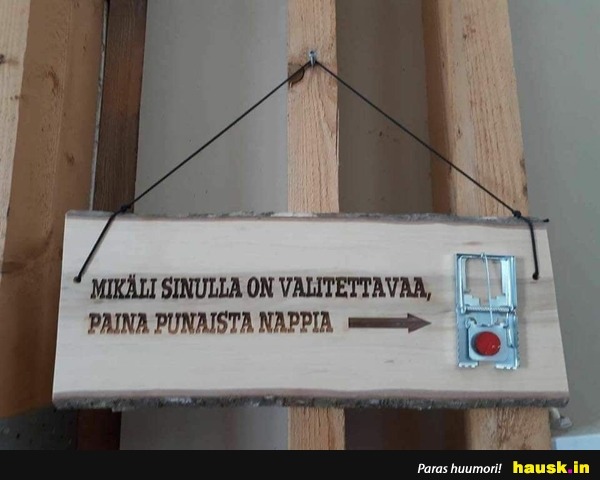 MIKÄLI SINULLA ON VALITETTAVAA,
PAINA PUNAISTA NAPPIA
Paras huumori! hausk.in